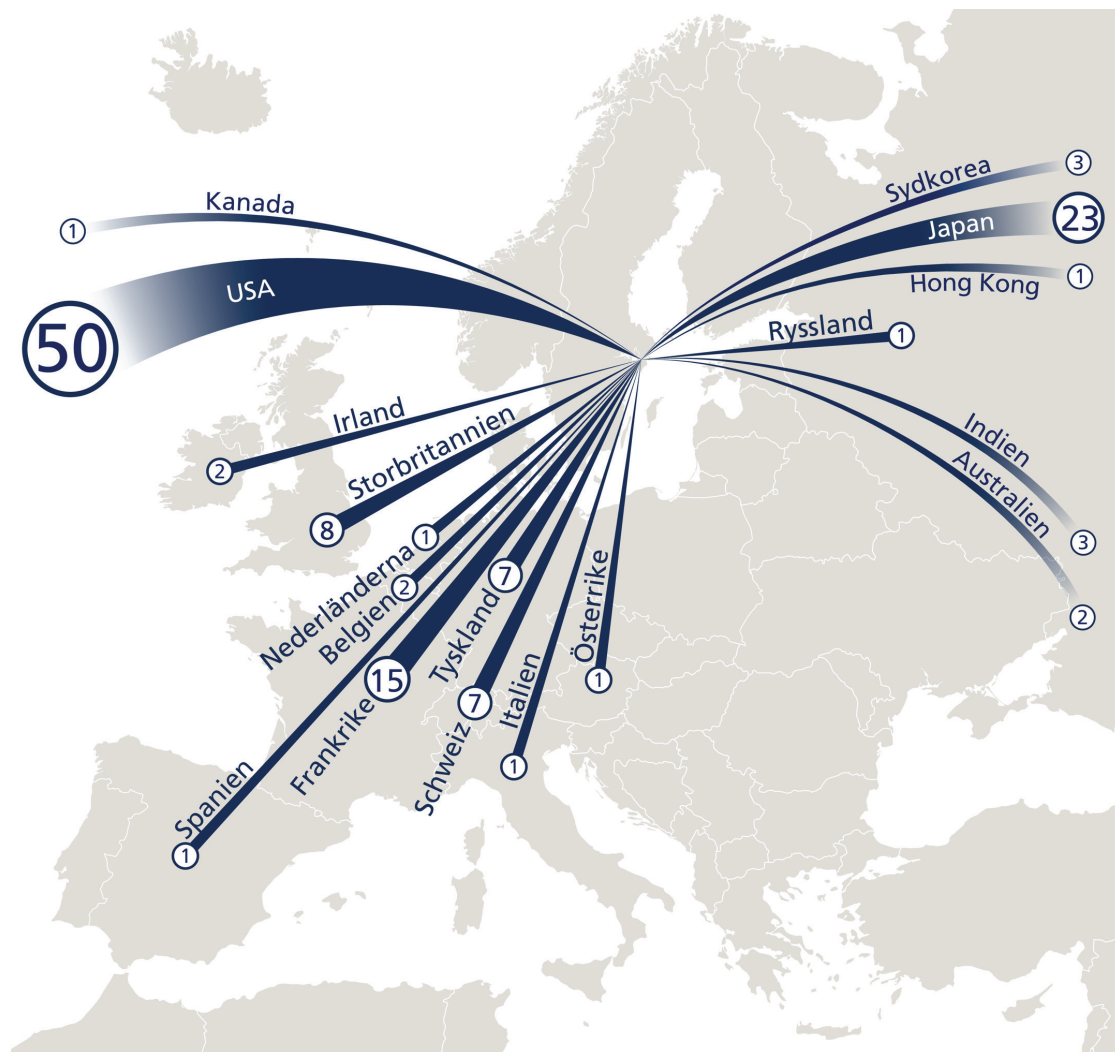 Kanada
1
USA
50
Sydkorea
3
Japan
23
Hong Kong
1
Ryssland
1
Indien
3
Australien
2
Irland
2
Storbritannien
8
Nederländerna
1
Belgien
2
Spanien
1
Frankrike
15
Tyskland
7
Schweiz
7
Italien
1
Österrike
1